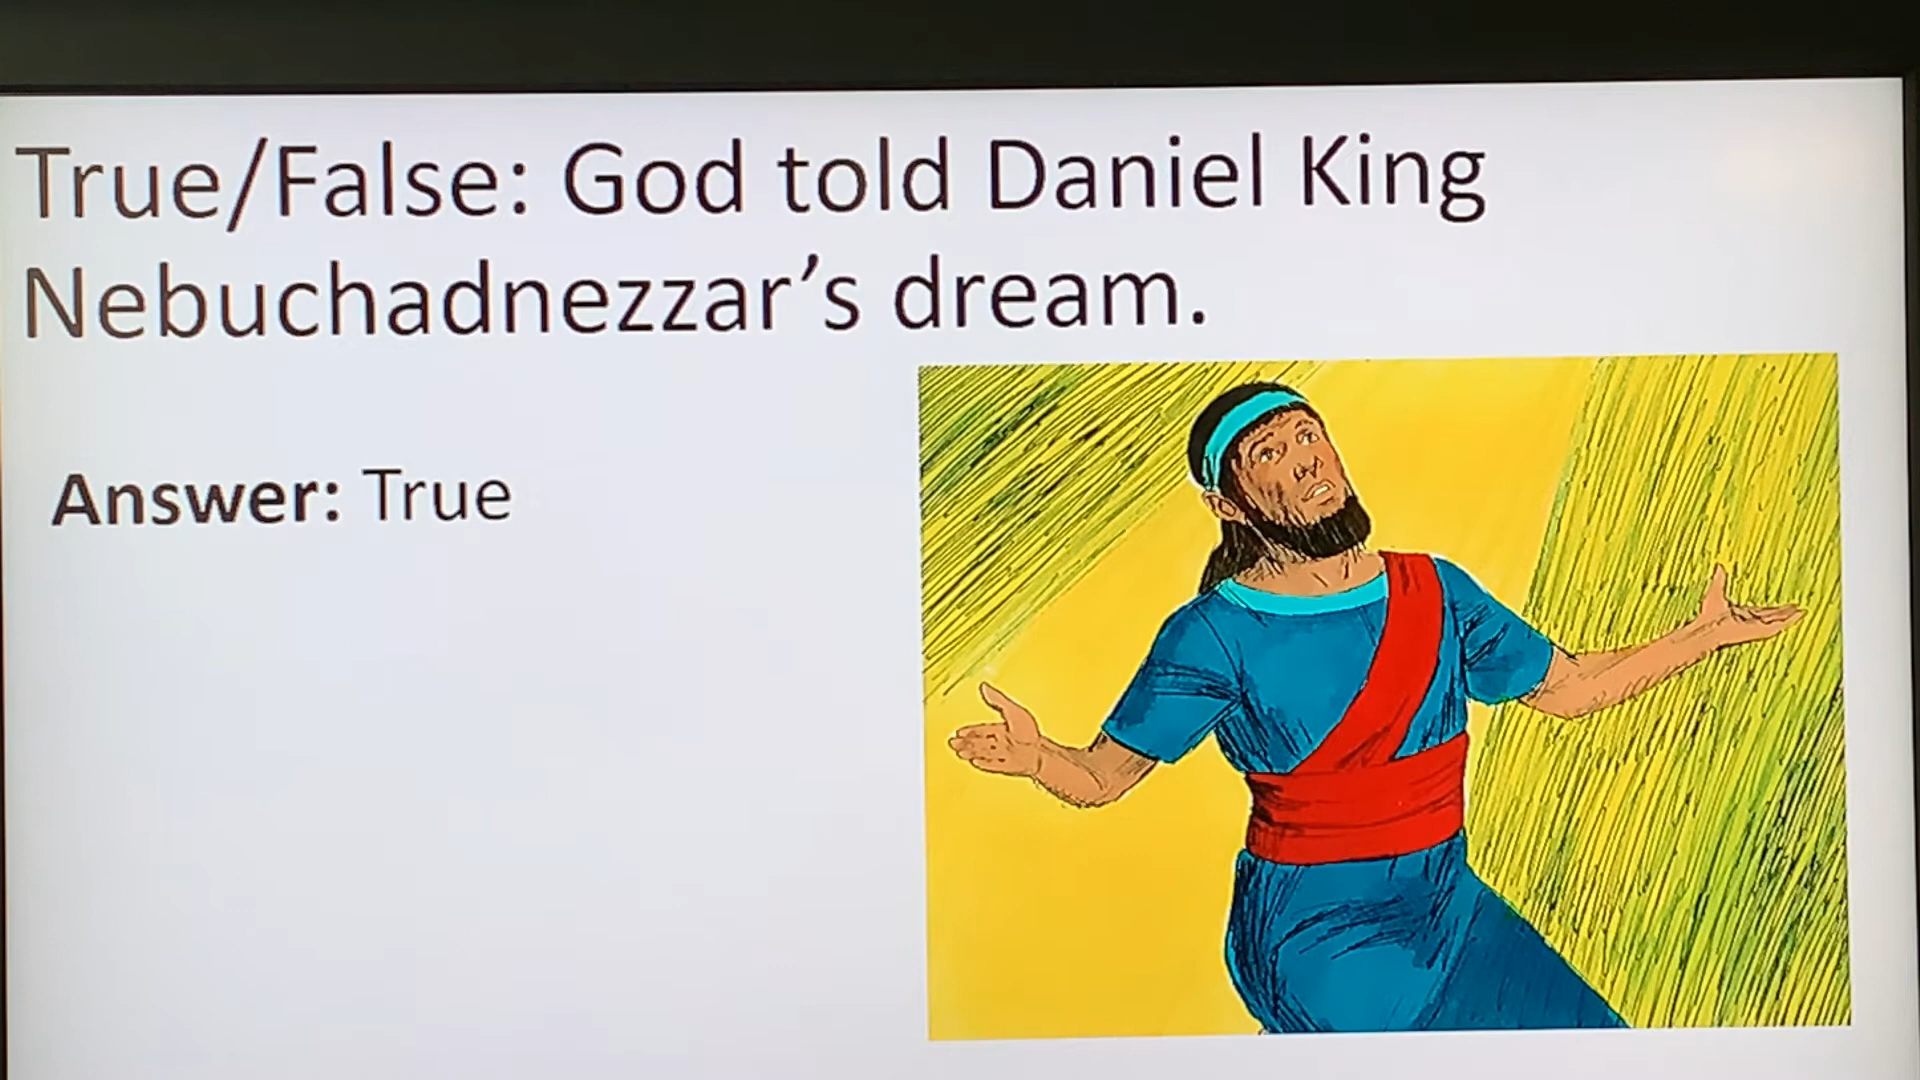 True/False: God told Daniel King
Nebuchadnezzar’s dream.
Answer: True